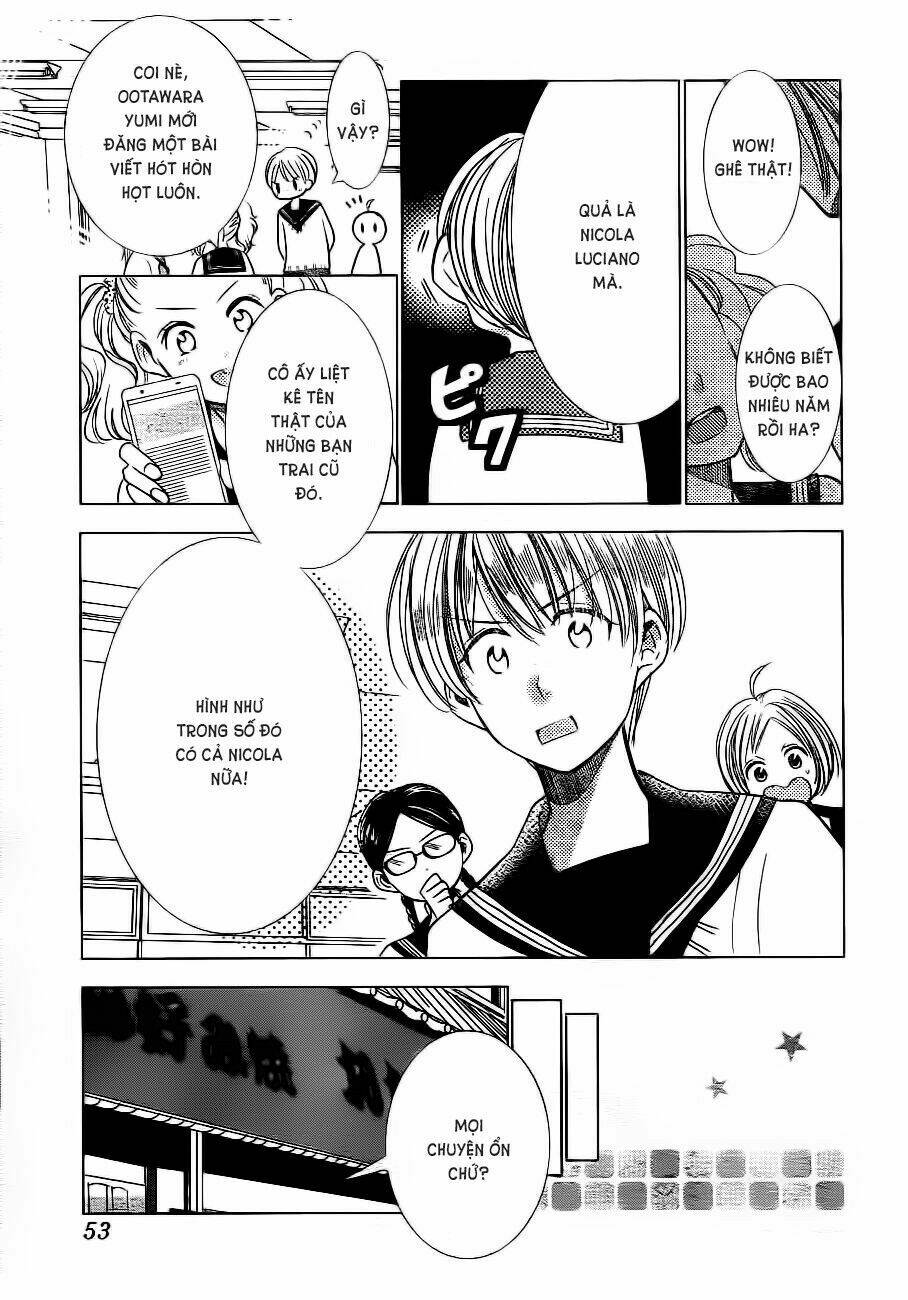 WOW!
GHÊ THẬT!
KHÔNG BIẾT
ĐƯỢC BAO
NHIÊU NĂM
RỒI HA?
QUẢ LÀ
NICOLA
LUCIANO
MÀ.
ピク
GÌ
VẬY?
COI NÈ,
OOTAWARA
YUMI MỚI
ĐĂNG MỘT BÀI
VIẾT HÓT HÒN
HỌT LUÔN.
CÔ ẤY LIỆT
KÊ TÊN
THẬT CỦA
NHỮNG BẠN
TRAI CŨ
ĐÓ.
HÌNH NHƯ
TRONG SỐ ĐÓ
CÓ CẢ NICOLA
NỮA!
MỌI
CHUYỆN ỔN
CHỨ?
53